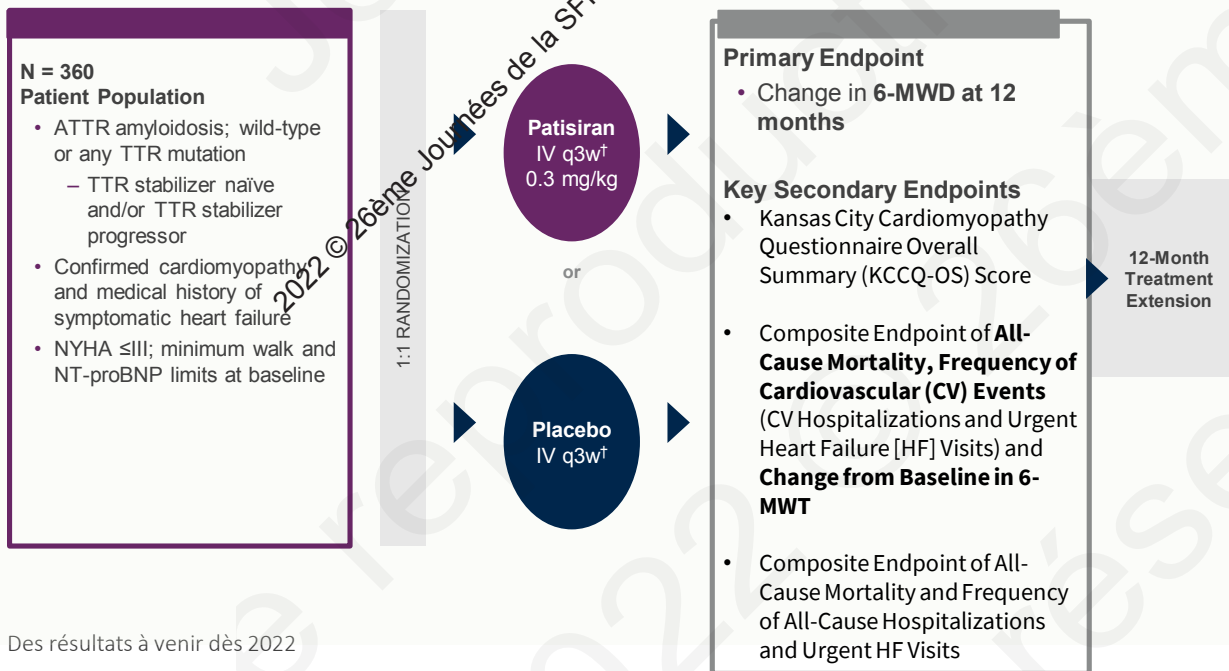 N = 360
Patient Population
• ATTR amyloidosis; wild-type
or any TTR mutation
– TTR stabilizer naïve
and/or TTR stabilizer
progressor
• Confirmed cardiomyopathy
and medical history of
symptomatic heart failure
• NYHA ≤III; minimum walk and
NT-proBNP limits at baseline
1:1 RANDOMIZATION
Patisiran
IV q3w†
0.3 mg/kg
or
Placebo
IV q3w†
Primary Endpoint
• Change in 6-MWD at 12
months
Key Secondary Endpoints
• Kansas City Cardiomyopathy
Questionnaire Overall
Summary (KCCQ-OS) Score
• Composite Endpoint of All-
Cause Mortality, Frequency of
Cardiovascular (CV) Events
(CV Hospitalizations and Urgent
Heart Failure [HF] Visits) and
Change from Baseline in 6-
MWT
• Composite Endpoint of All-
Cause Mortality and Frequency
of All-Cause Hospitalizations
and Urgent HF Visits
12-Month
Treatment
Extension
Des résultats à venir dès 2022
2022 © 26ème Journées de la